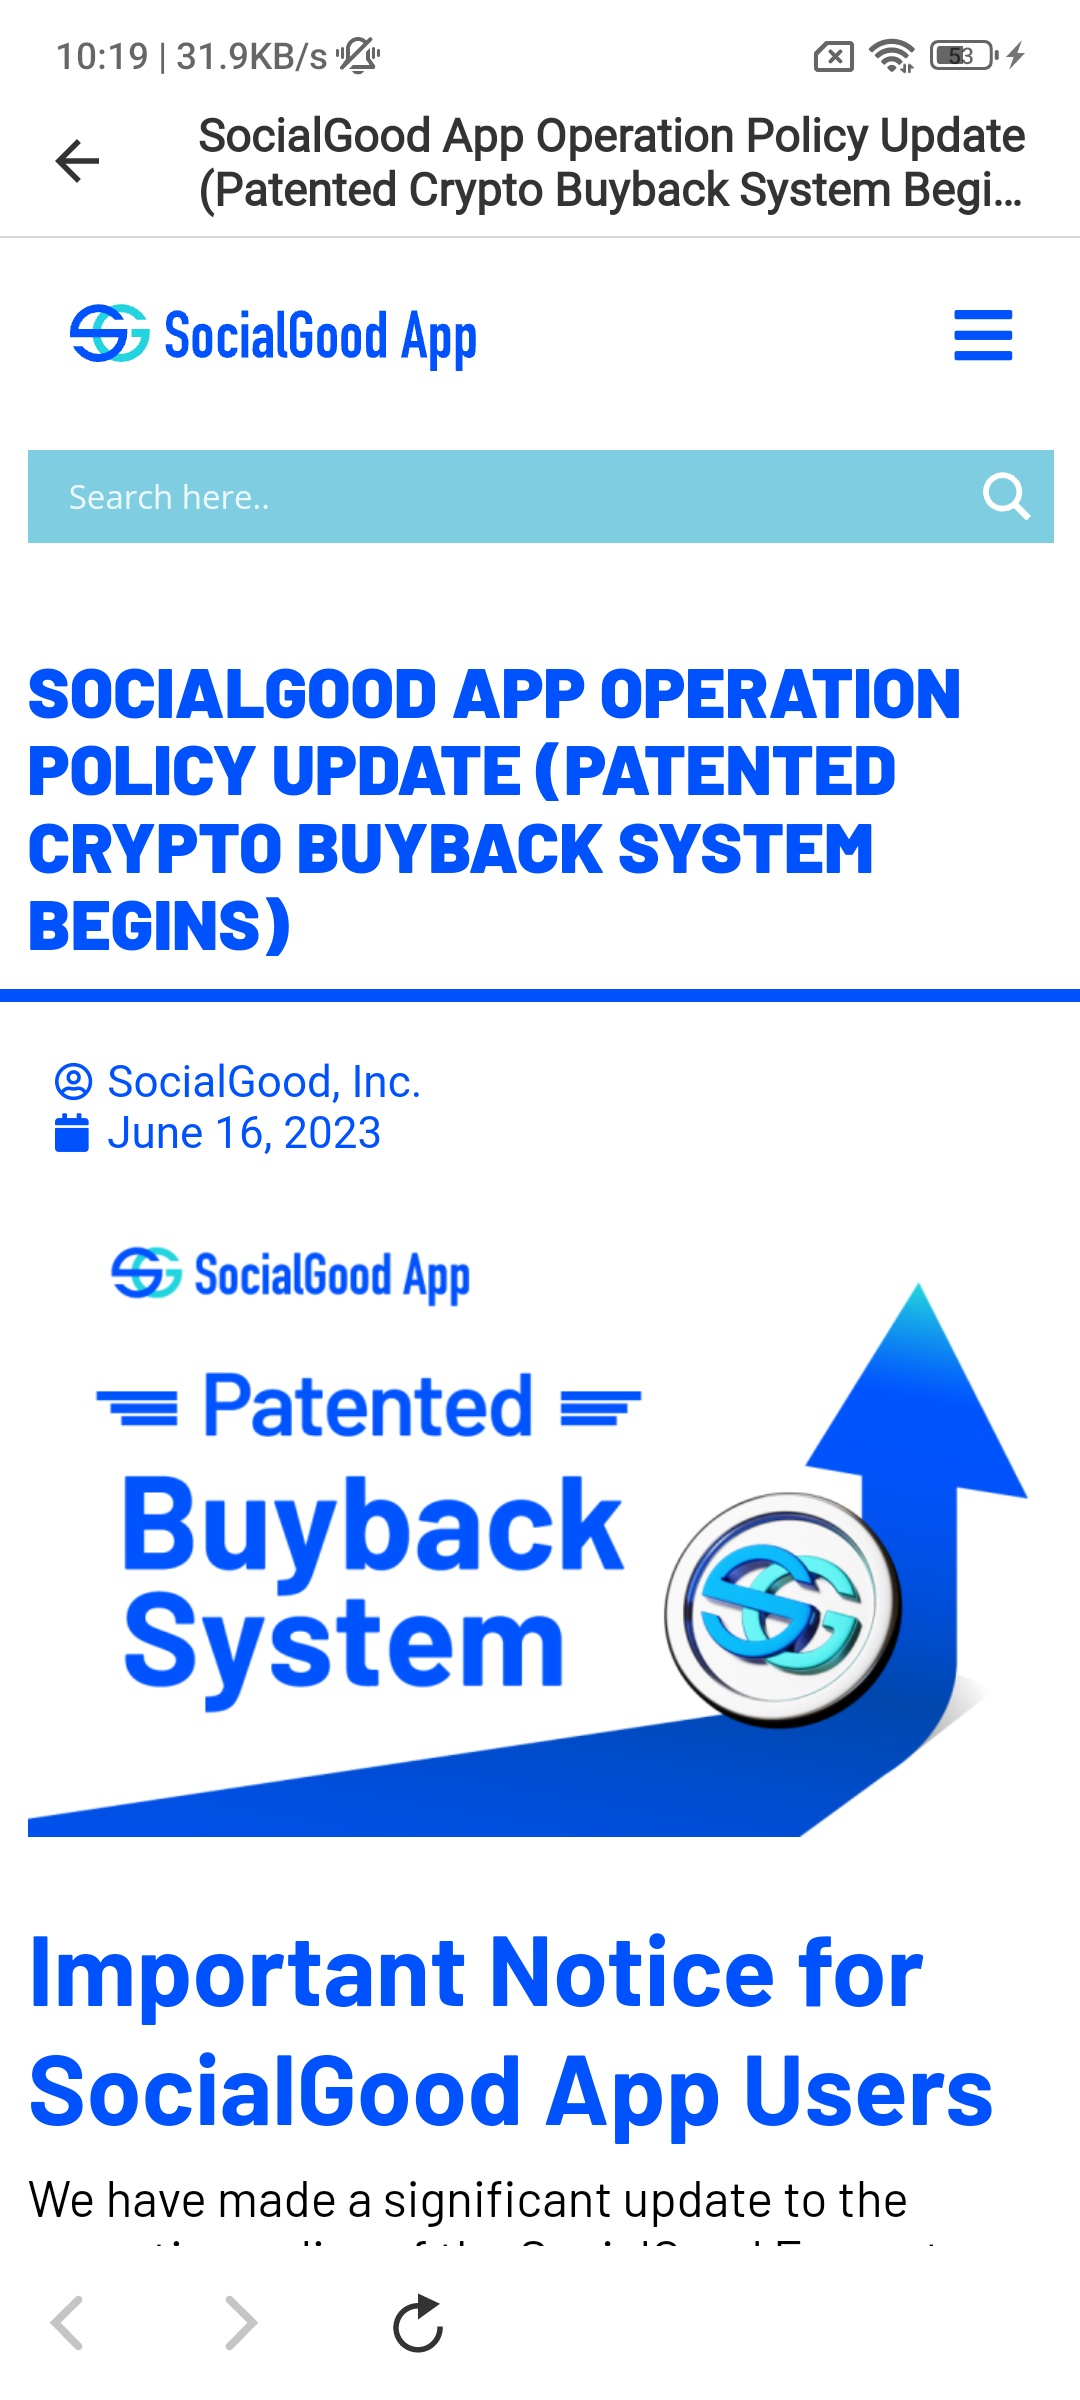 10:19 | 31.9KB/s
53
SocialGood App Operation Policy Update
(Patented Crypto Buyback System Begi...
SocialGood App
Search here..
SOCIALGOOD APP OPERATION
POLICY UPDATE (PATENTED
CRYPTO BUYBACK SYSTEM
BEGINS)
SocialGood, Inc.
June 16, 2023
SocialGood App
Patented
Buyback
System
Important Notice for
SocialGood App Users
We have made a significant update to the